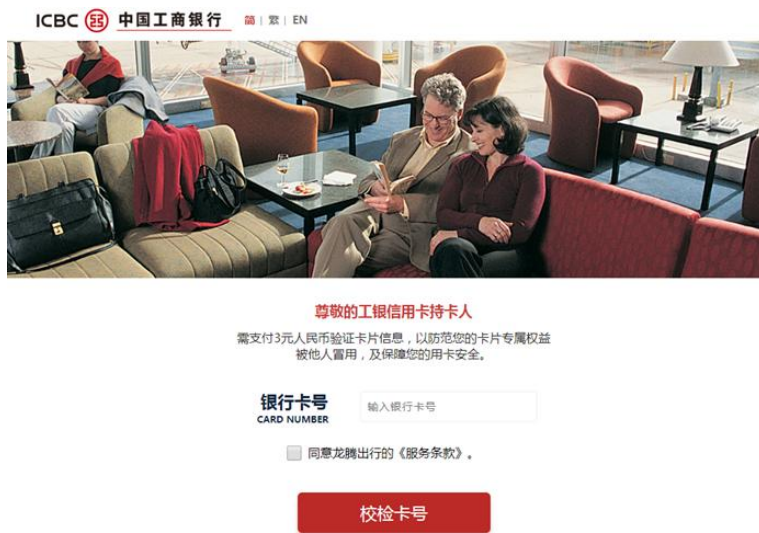 ICBC 中国工商银行 简 | 繁 | EN
尊敬的工银信用卡持卡人
需支付3元人民币验证卡片信息，以防范您的卡片专属权益
被他人冒用，及保障您的用卡安全。
银行卡号 输入银行卡号
CARD NUMBER
同意龙腾出行的《服务条款》。
校检卡号